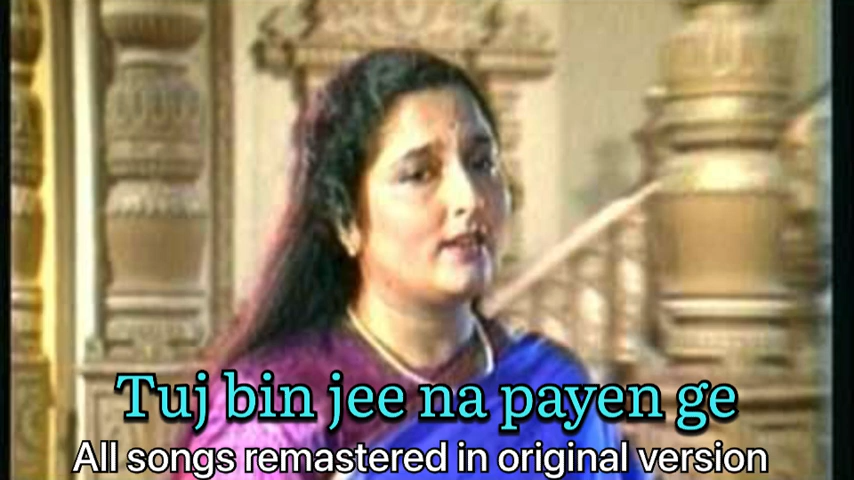 Tuj bin jee na payen ge
All songs remastered in original version